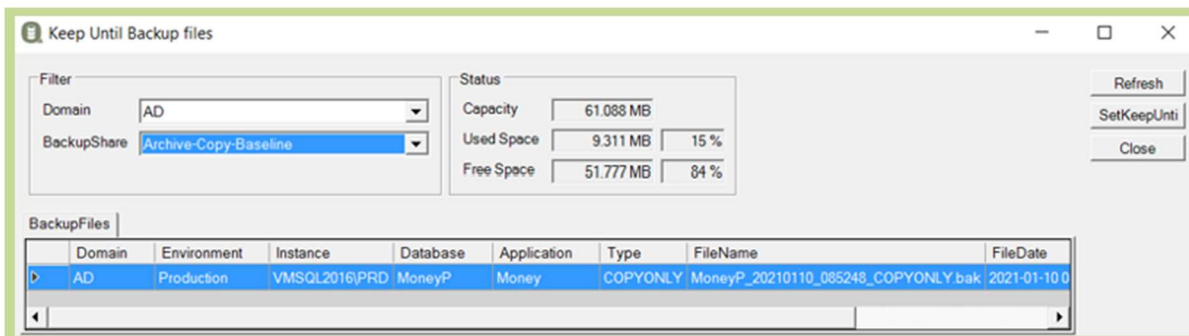 Keep Until Backup files
Filter
Domain AD
BackupShare Archive-Copy-Baseline
Status
Capacity 61.088 MB
Used Space 9.311 MB 15 %
Free Space 51.777 MB 84 %
Refresh
SetKeepUnti
Close
BackupFiles
Domain Environment Instance Database Application Type FileName FileDate
AD Production VMSQL2016\PRD MoneyP Money COPYONLY MoneyP_20210110_085248_COPYONLY.bak 2021-01-10 0